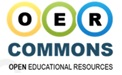 OER
COMMONS
OPEN EDUCATIONAL RESOURCES